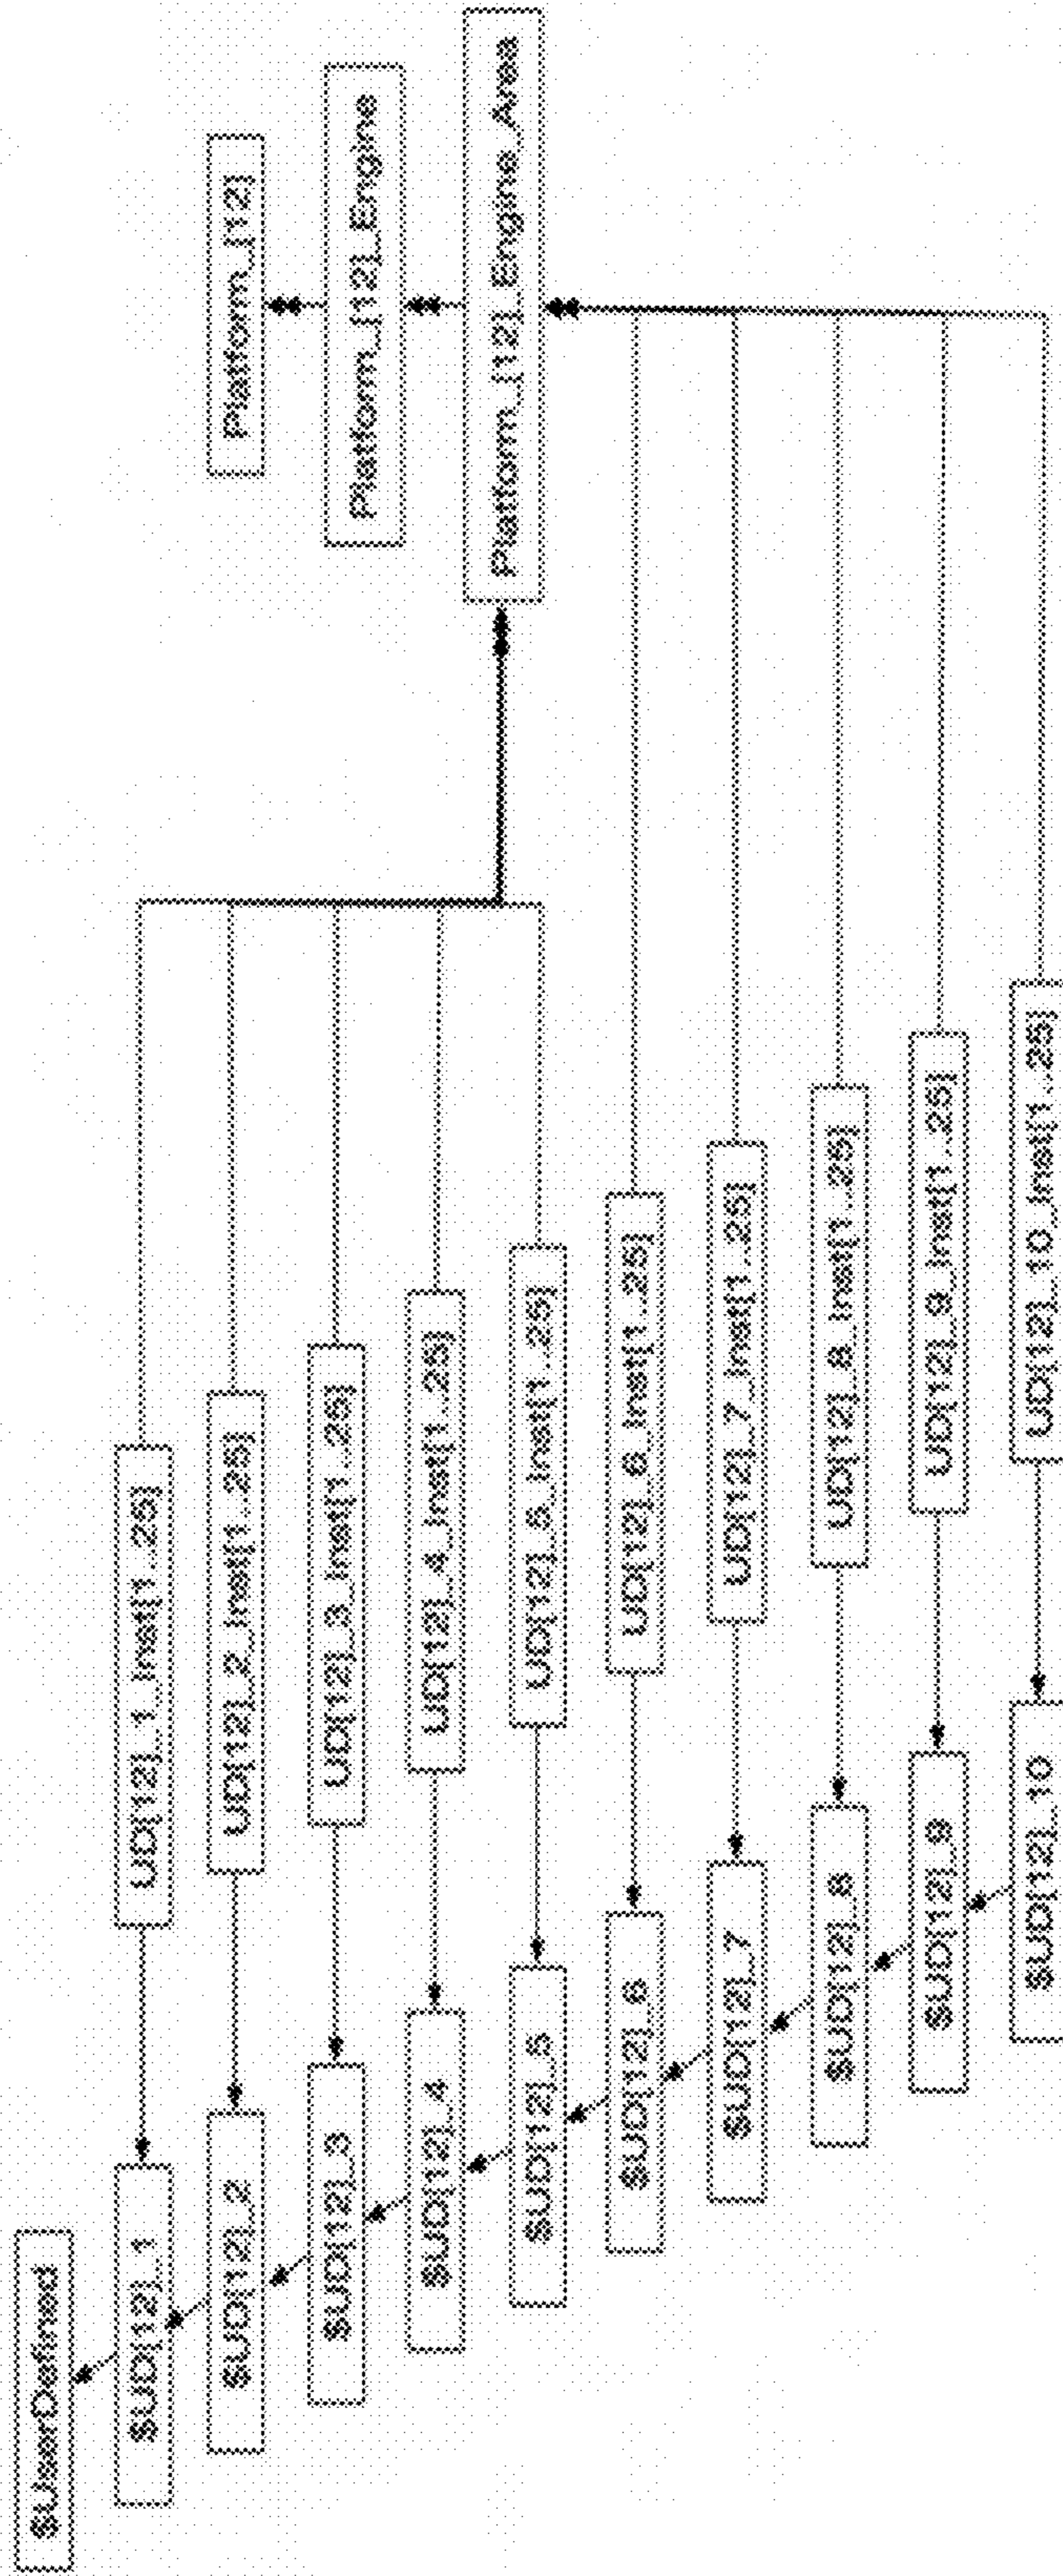 $UserDefined
$UD[12]_1
UD[12]_1_Inst[1..25]
$UD[12]_2
UD[12]_2_Inst[1..25]
Platform_[12]
$UD[12]_3
UD[12]_3_Inst[1..25]
Platform_[12]_Engine
$UD[12]_4
UD[12]_4_Inst[1..25]
Platform_[12]_Engine_Area
$UD[12]_5
UD[12]_5_Inst[1..25]
$UD[12]_6
UD[12]_6_Inst[1..25]
$UD[12]_7
UD[12]_7_Inst[1..25]
$UD[12]_8
UD[12]_8_Inst[1..25]
$UD[12]_9
UD[12]_9_Inst[1..25]
$UD[12]_10
UD[12]_10_Inst[1..25]